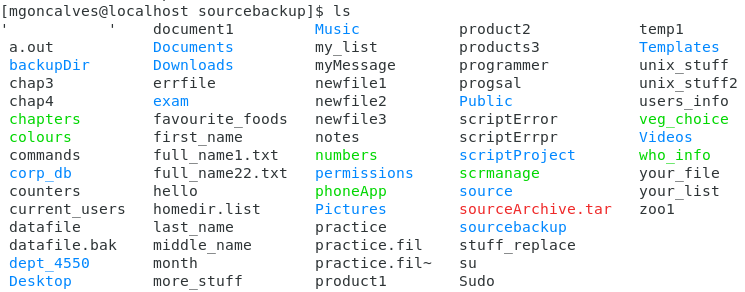 [mgoncalves@localhost sourcebackup]$ ls
'           '    document1        Music            product2           temp1
 a.out           Documents        my_list          products3          Templates
 backupDir       Downloads        myMessage        programmer         unix_stuff
 chap3           errfile          newfile1         progsal            unix_stuff2
 chap4           exam             newfile2         Public             users_info
 chapters        favourite_foods  newfile3         scriptError        veg_choice
 colours         first_name       notes            scriptErrpr        Videos
 commands        full_name1.txt   numbers          scriptProject      who_info
 corp_db         full_name22.txt  permissions      scrmanage          your_file
 counters        hello            phoneApp         source             your_list
 current_users   homedir.list     Pictures         sourceArchive.tar  zoo1
 datafile        last_name        practice         sourcebackup
 datafile.bak    middle_name      practice.fil     stuff_replace
 dept_4550       month            practice.fil~    su
 Desktop         more_stuff       product1         Sudo